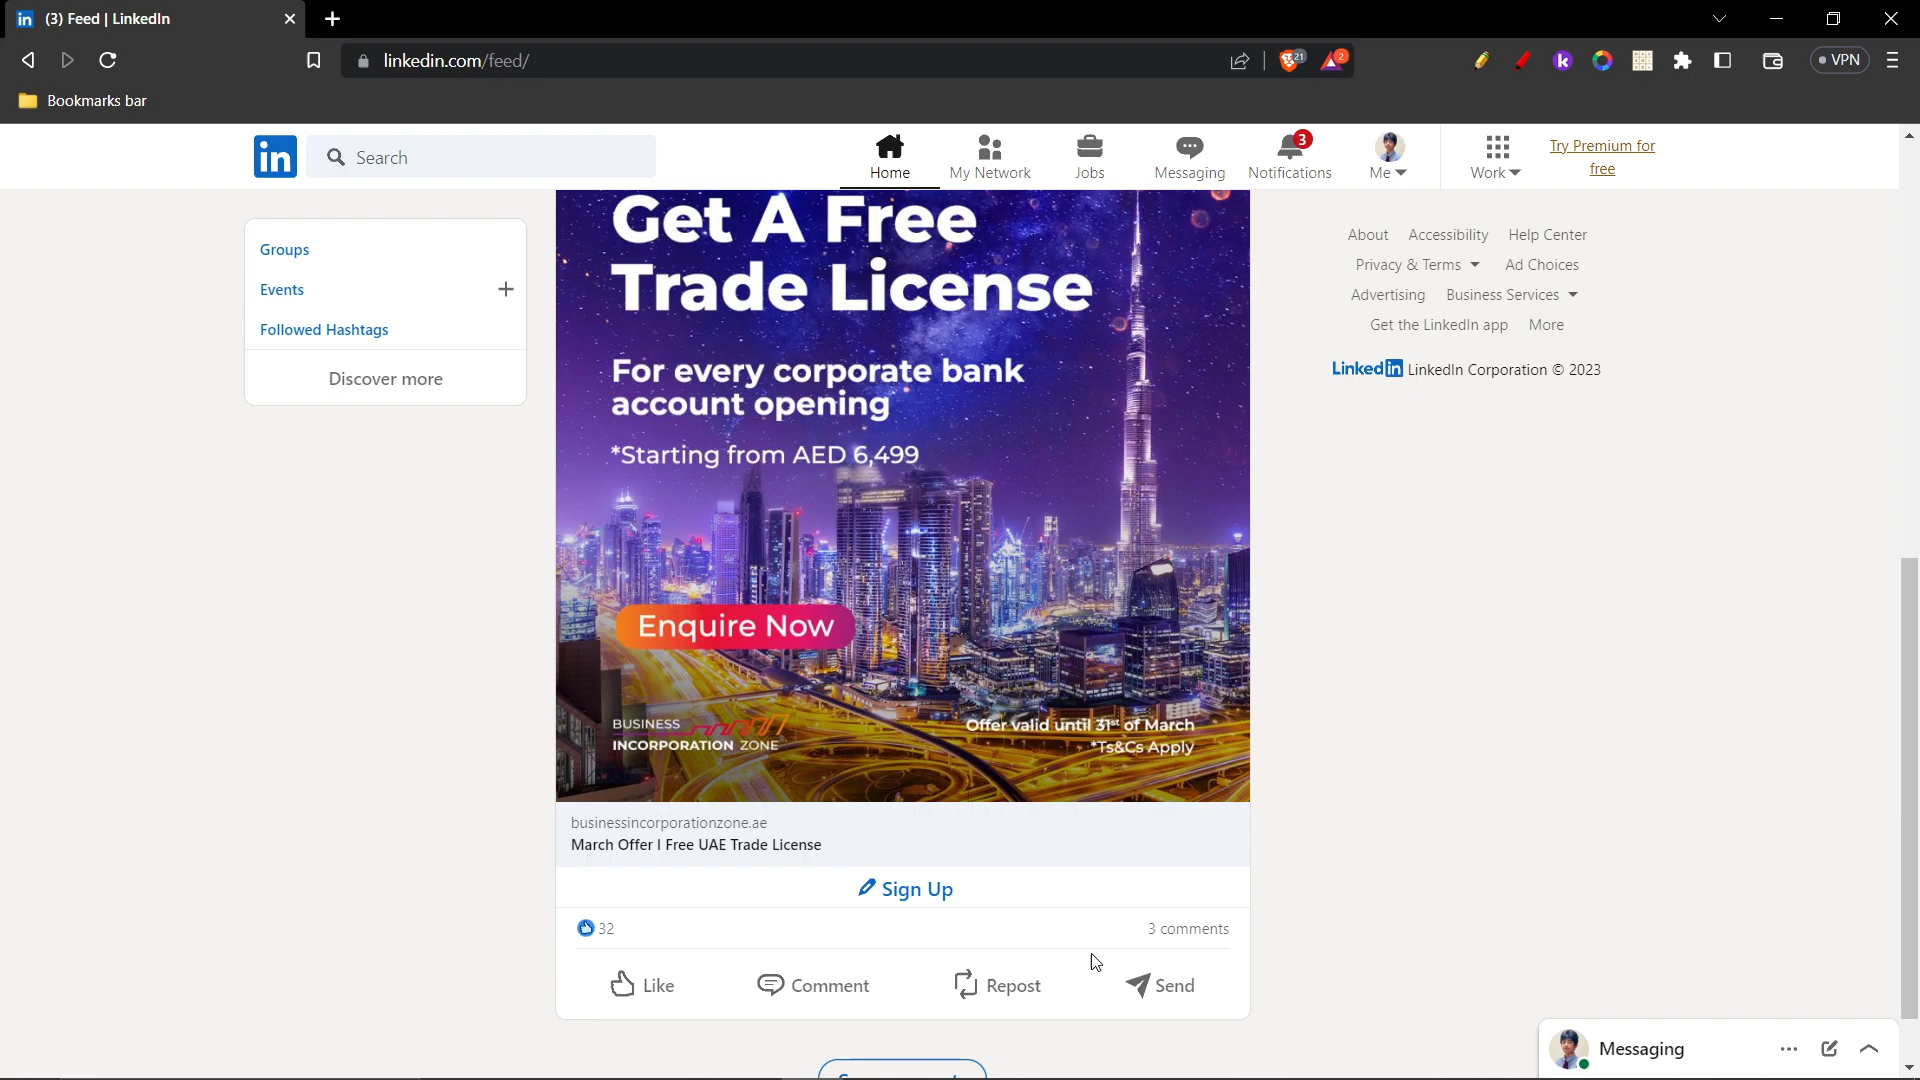 (3) Feed | LinkedIn
linkedin.com/feed/
21
2
VPN
Bookmarks bar
in
Search
Home
My Network
Jobs
Messaging
3
Notifications
Me
Work
Try Premium for
free
Groups
Events
Followed Hashtags
Discover more
Get A Free
Trade License
For every corporate bank
account opening
*Starting from AED 6,499
Enquire Now
BUSINESS
INCORPORATION ZONE
Offer valid until 31st of March
*Ts&Cs Apply
businessincorporationzone.ae
March Offer I Free UAE Trade License
Sign Up
32
3 comments
Like
Comment
Repost
Send
About Accessibility Help Center
Privacy & Terms Ad Choices
Advertising Business Services
Get the LinkedIn app More
LinkedIn LinkedIn Corporation © 2023
Messaging